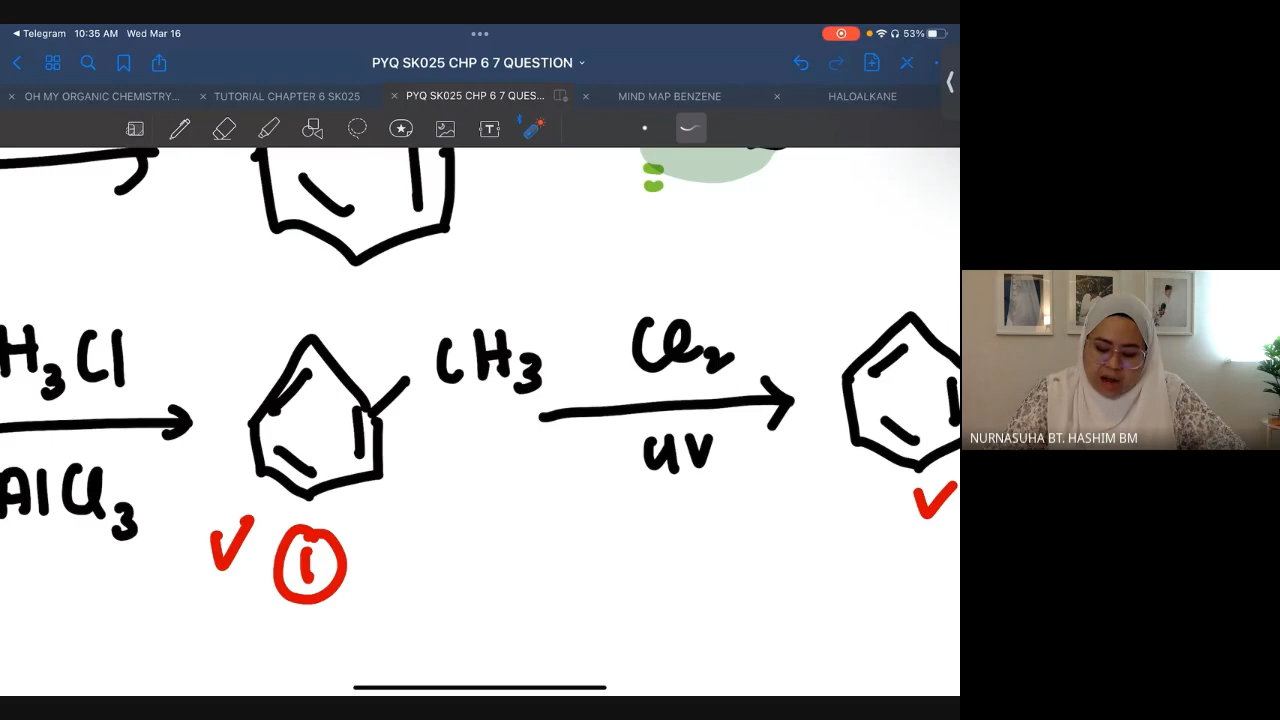 Telegram 10:35 AM Wed Mar 16
53%
PYQ SK025 CHP 6 7 QUESTION
OH MY ORGANIC CHEMISTRY...
TUTORIAL CHAPTER 6 SK025
PYQ SK025 CHP 6 7 QUES...
MIND MAP BENZENE
HALOALKANE
T
H3Cl
AlCl3
CH3
Cl2
uv
1
NURNASUHA BT. HASHIM BM